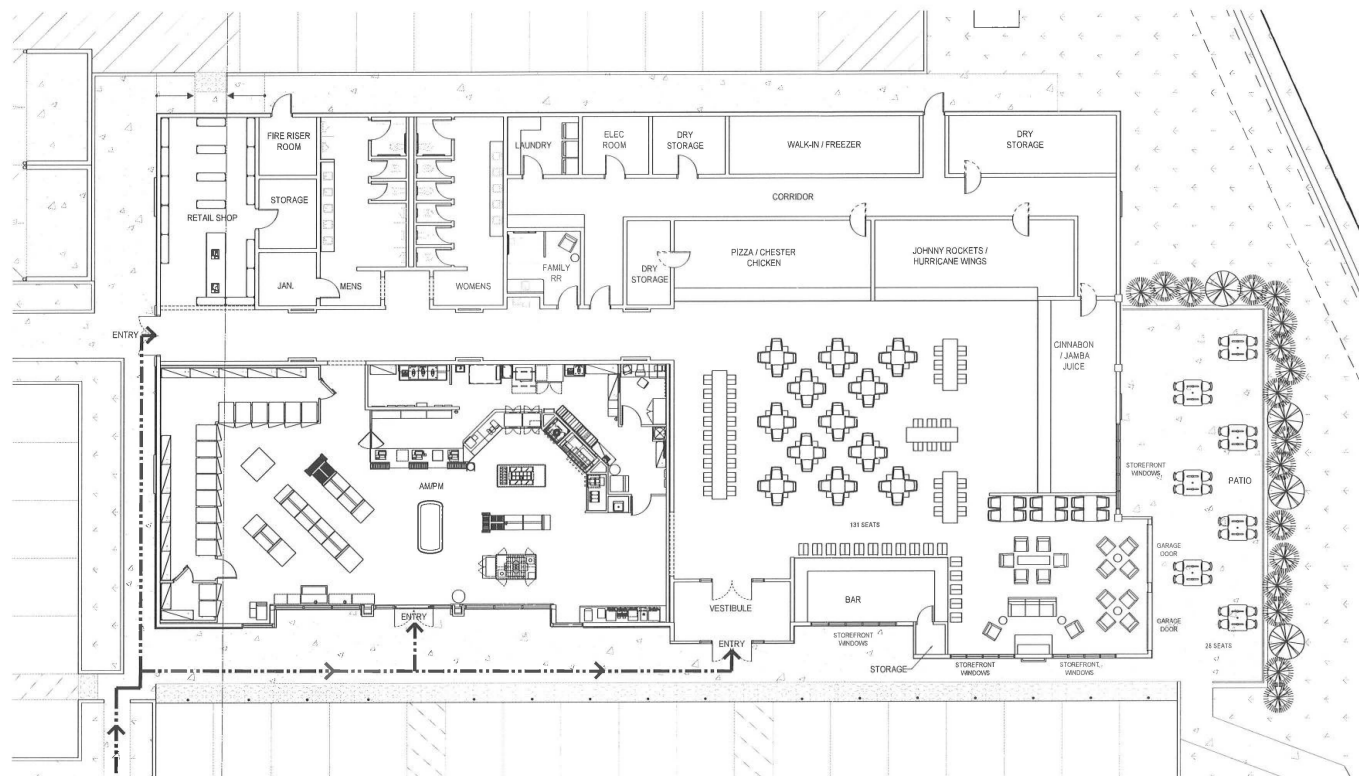 FIRE RISER
ROOM
LAUNDRY
ELEC
ROOM
DRY
STORAGE
WALK-IN / FREEZER
DRY
STORAGE
STORAGE
CORRIDOR
RETAIL SHOP
PIZZA / CHESTER
CHICKEN
JOHNNY ROCKETS /
HURRICANE WINGS
FAMILY
RR
DRY
STORAGE
JAN.
MENS
WOMENS
ENTRY
CINNABON
/ JAMBA
JUICE
STOREFRONT
WINDOWS
PATIO
AM/PM
131 SEATS
GARAGE
DOOR
VESTIBULE
BAR
ENTRY
GARAGE
DOOR
STOREFRONT
WINDOWS
ENTRY
28 SEATS
STORAGE
STOREFRONT
WINDOWS
STOREFRONT
WINDOWS